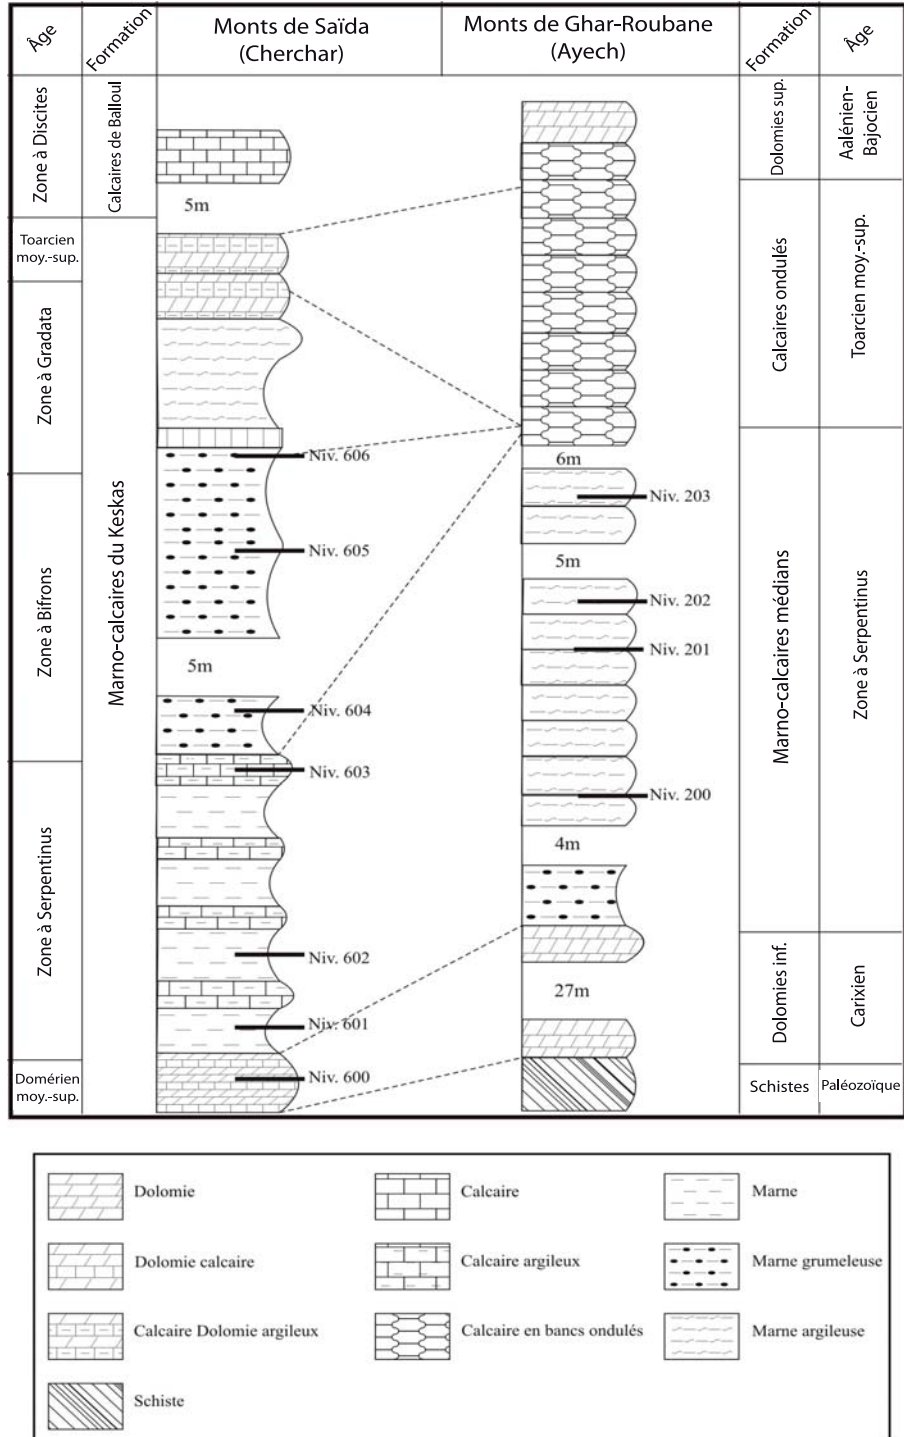 Âge
Formation
Monts de Saïda
(Cherchar)
Monts de Ghar-Roubane
(Ayech)
Formation
Âge
Zone à Discites
Toarcien
moy.-sup.
Zone à Gradata
Zone à Bifrons
Zone à Serpentinus
Domérien
moy.-sup.
Calcaires de Balloul
Marno-calcaires du Keskas
5m
Niv. 606
Niv. 605
5m
Niv. 604
Niv. 603
Niv. 602
Niv. 601
Niv. 600
6m
Niv. 203
5m
Niv. 202
Niv. 201
Niv. 200
4m
27m
Dolomies sup.
Calcaires ondulés
Marno-calcaires médians
Dolomies inf.
Schistes
Aalénien-
Bajocien
Toarcien moy.-sup.
Zone à Serpentinus
Carixien
Paléozoïque
Dolomie
Calcaire
Marne
Dolomie calcaire
Calcaire argileux
Marne grumeleuse
Calcaire Dolomie argileux
Calcaire en bancs ondulés
Marne argileuse
Schiste